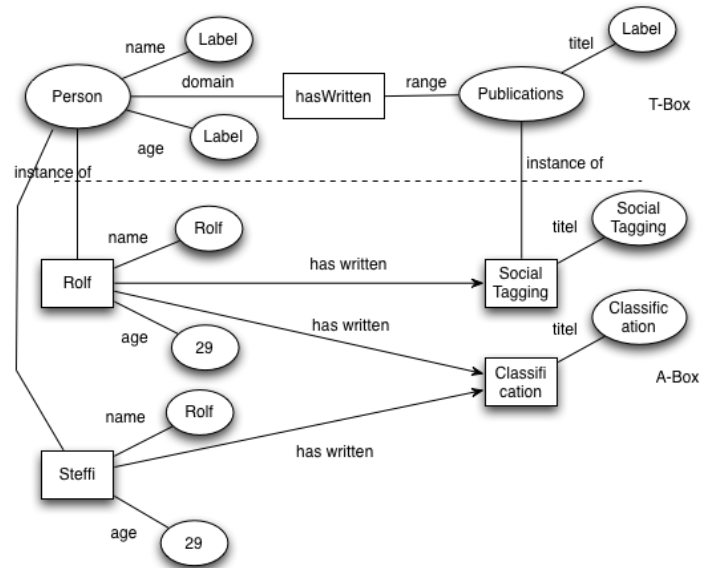 name
Label
titel
Label
Person
domain
hasWritten
range
Publications
T-Box
age
Label
instance of
instance of
name
Rolf
titel
Social
Tagging
Rolf
has written
Social
Tagging
age
29
has written
titel
Classific
ation
Classifi
cation
A-Box
name
Rolf
Steffi
has written
age
29